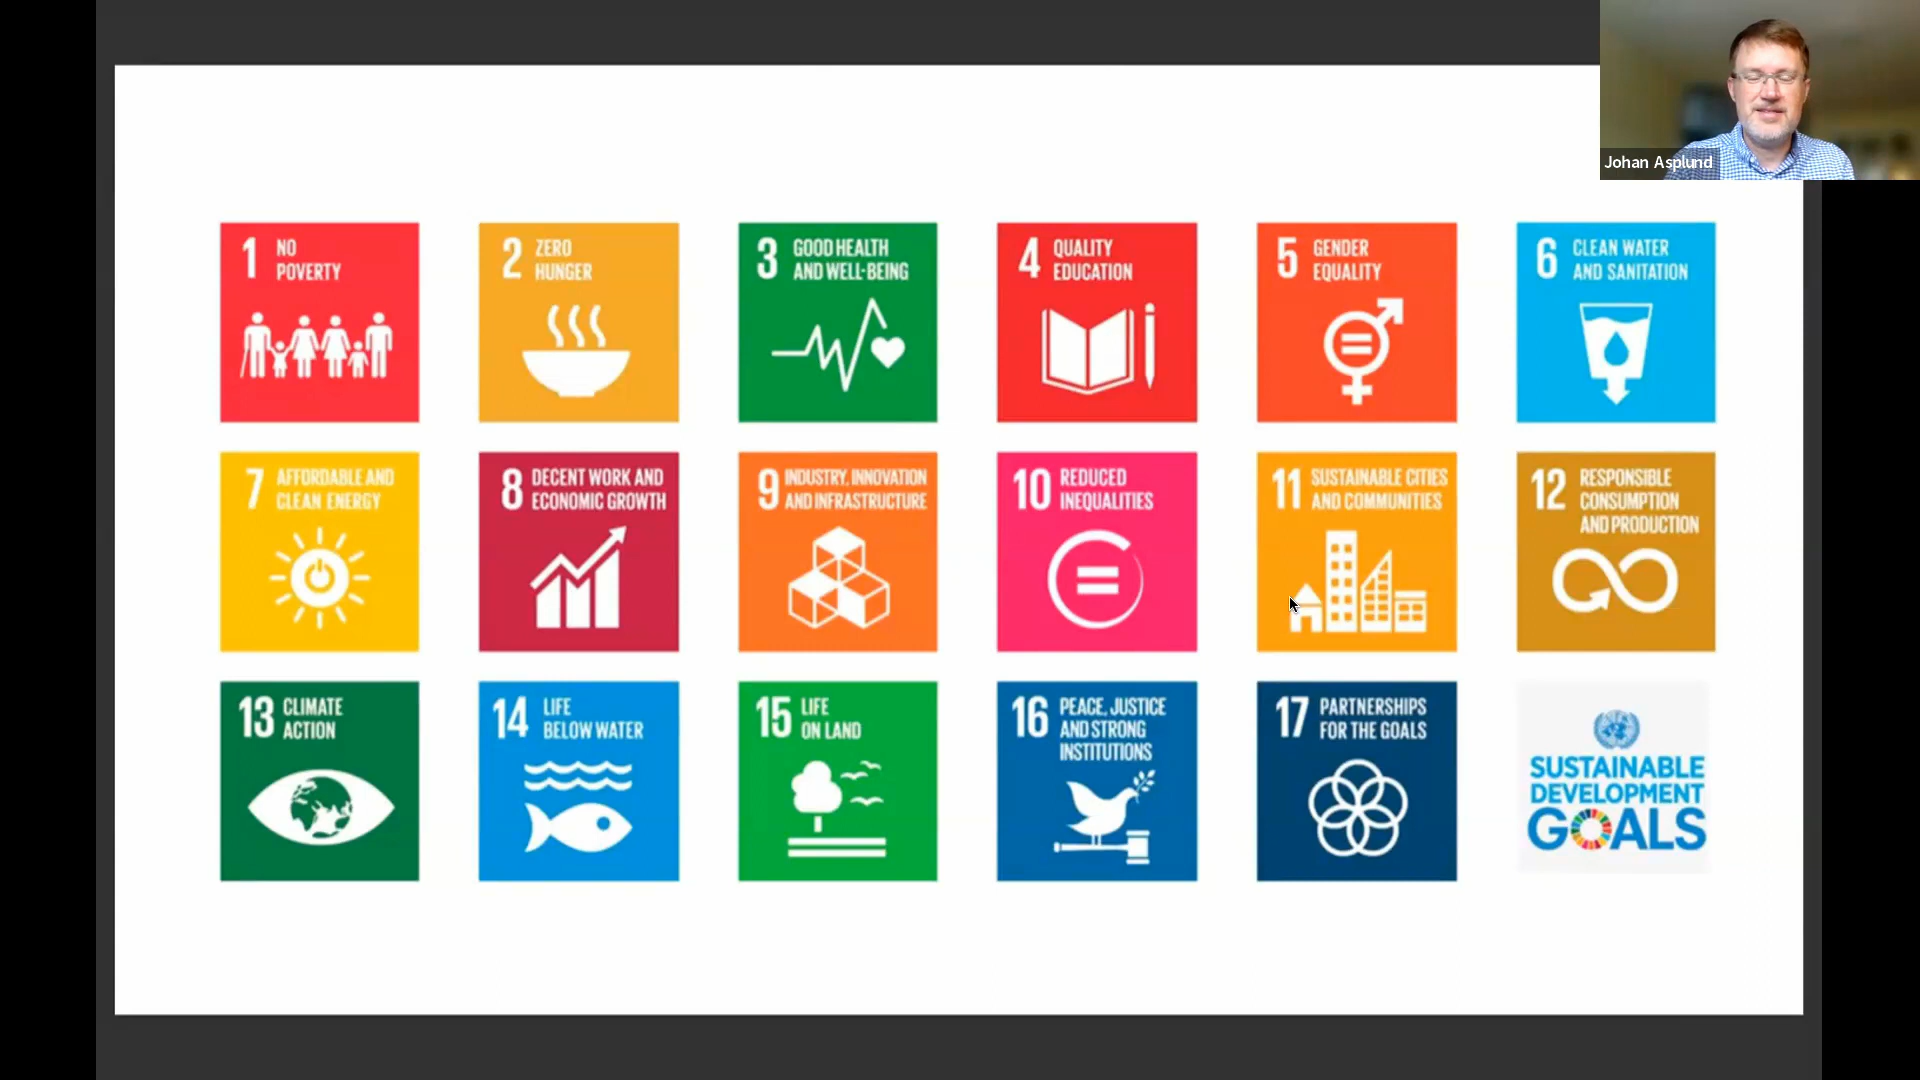 Johan Asplund
1 NO
POVERTY
2 ZERO
HUNGER
3 GOOD HEALTH
AND WELL-BEING
4 QUALITY
EDUCATION
5 GENDER
EQUALITY
6 CLEAN WATER
AND SANITATION
7 AFFORDABLE AND
CLEAN ENERGY
8 DECENT WORK AND
ECONOMIC GROWTH
9 INDUSTRY, INNOVATION
AND INFRASTRUCTURE
10 REDUCED
INEQUALITIES
11 SUSTAINABLE CITIES
AND COMMUNITIES
12 RESPONSIBLE
CONSUMPTION
AND PRODUCTION
13 CLIMATE
ACTION
14 LIFE
BELOW WATER
15 LIFE
ON LAND
16 PEACE, JUSTICE
AND STRONG
INSTITUTIONS
17 PARTNERSHIPS
FOR THE GOALS
SUSTAINABLE
DEVELOPMENT
GOALS